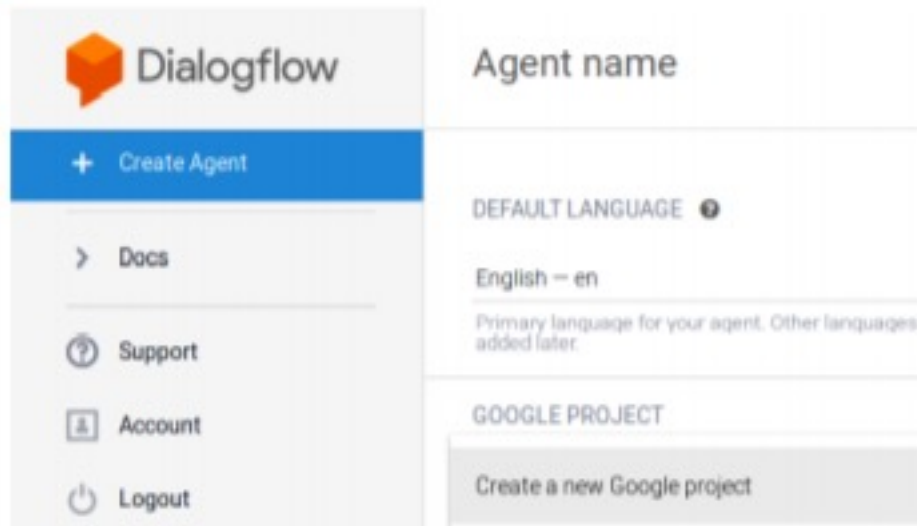 Dialogflow
Agent name
+ Create Agent
DEFAULT LANGUAGE ?
> Docs
English — en
Primary language for your agent. Other languages
added later.
Support
GOOGLE PROJECT
Account
Create a new Google project
Logout